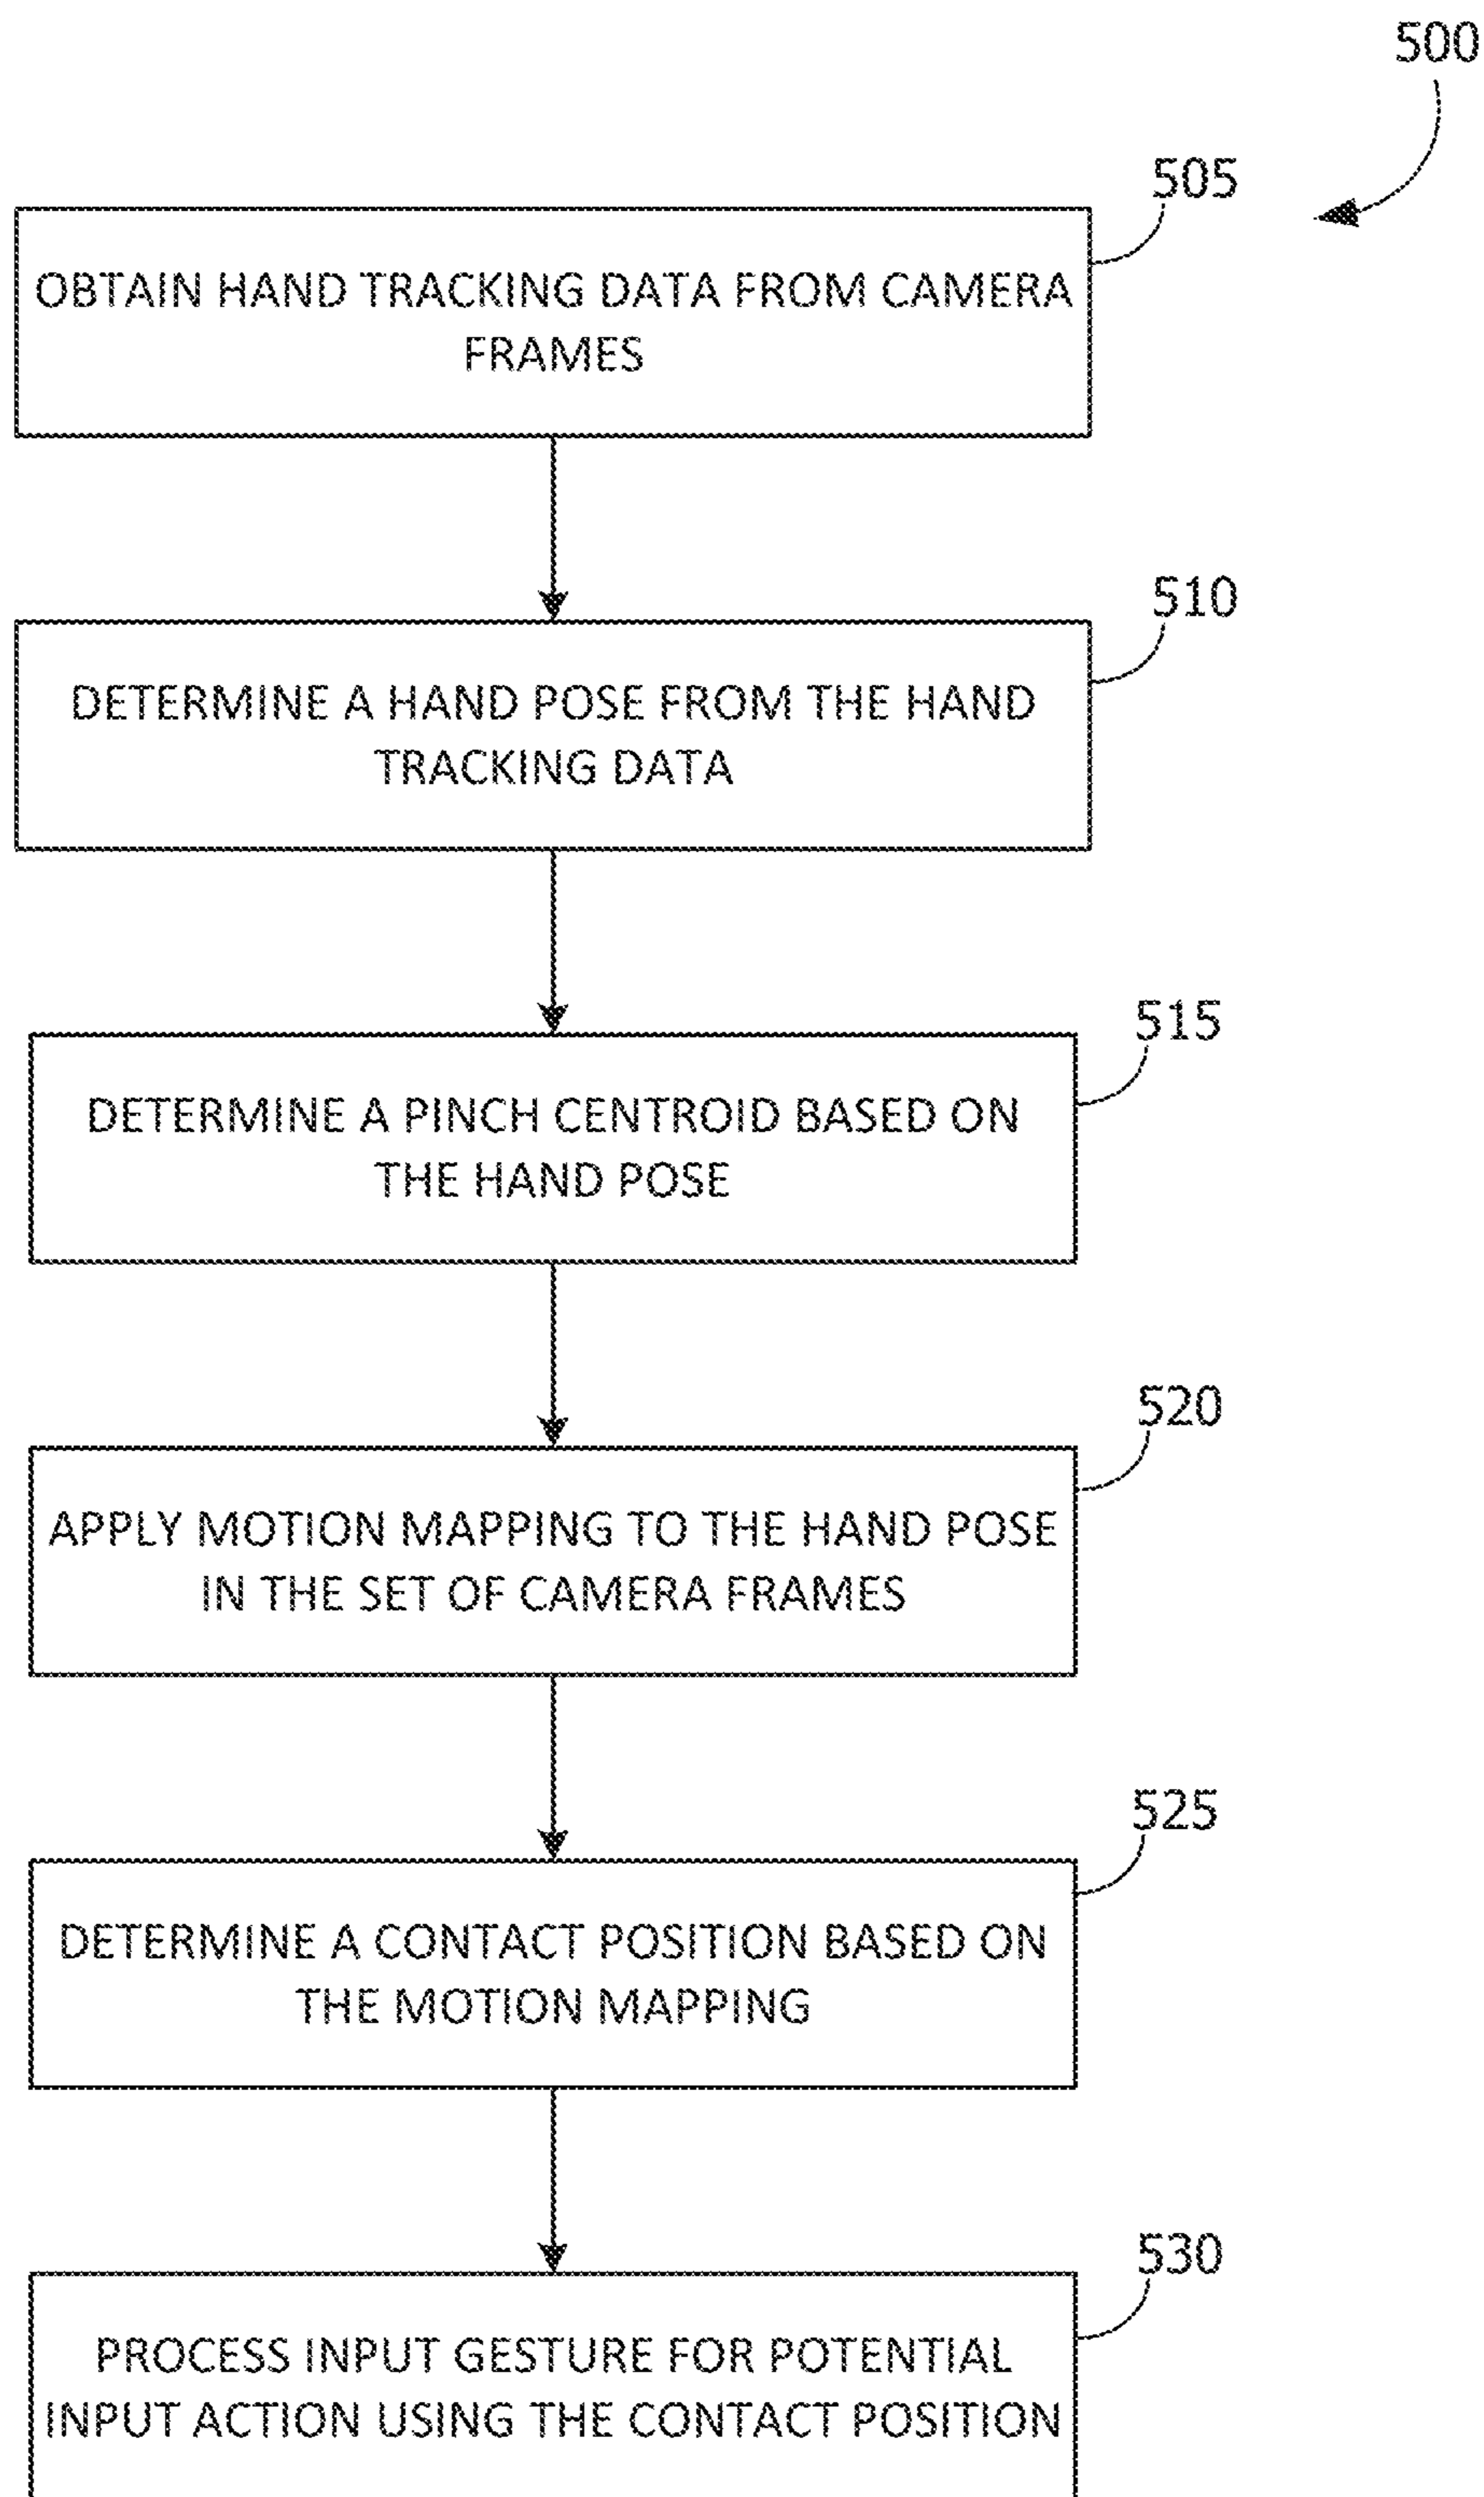 500
505
OBTAIN HAND TRACKING DATA FROM CAMERA
FRAMES
510
DETERMINE A HAND POSE FROM THE HAND
TRACKING DATA
515
DETERMINE A PINCH CENTROID BASED ON
THE HAND POSE
520
APPLY MOTION MAPPING TO THE HAND POSE
IN THE SET OF CAMERA FRAMES
525
DETERMINE A CONTACT POSITION BASED ON
THE MOTION MAPPING
530
PROCESS INPUT GESTURE FOR POTENTIAL
INPUT ACTION USING THE CONTACT POSITION